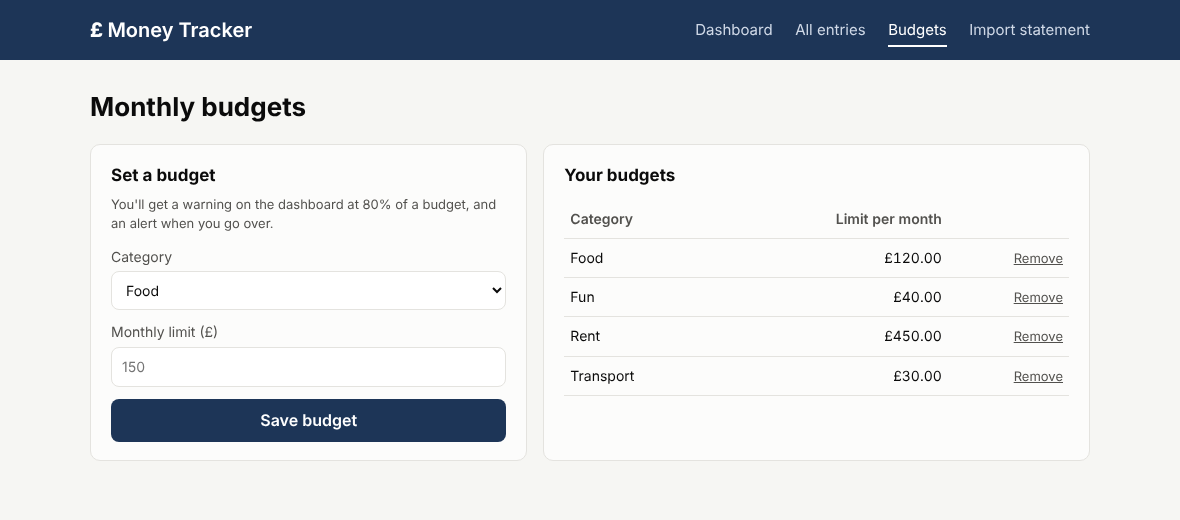 £ Money Tracker
Dashboard All entries Budgets Import statement
Monthly budgets
Set a budget
You'll get a warning on the dashboard at 80% of a budget, and
an alert when you go over.
Category
Food
Monthly limit (£)
150
Save budget
Your budgets
Category Limit per month
Food £120.00 Remove
Fun £40.00 Remove
Rent £450.00 Remove
Transport £30.00 Remove